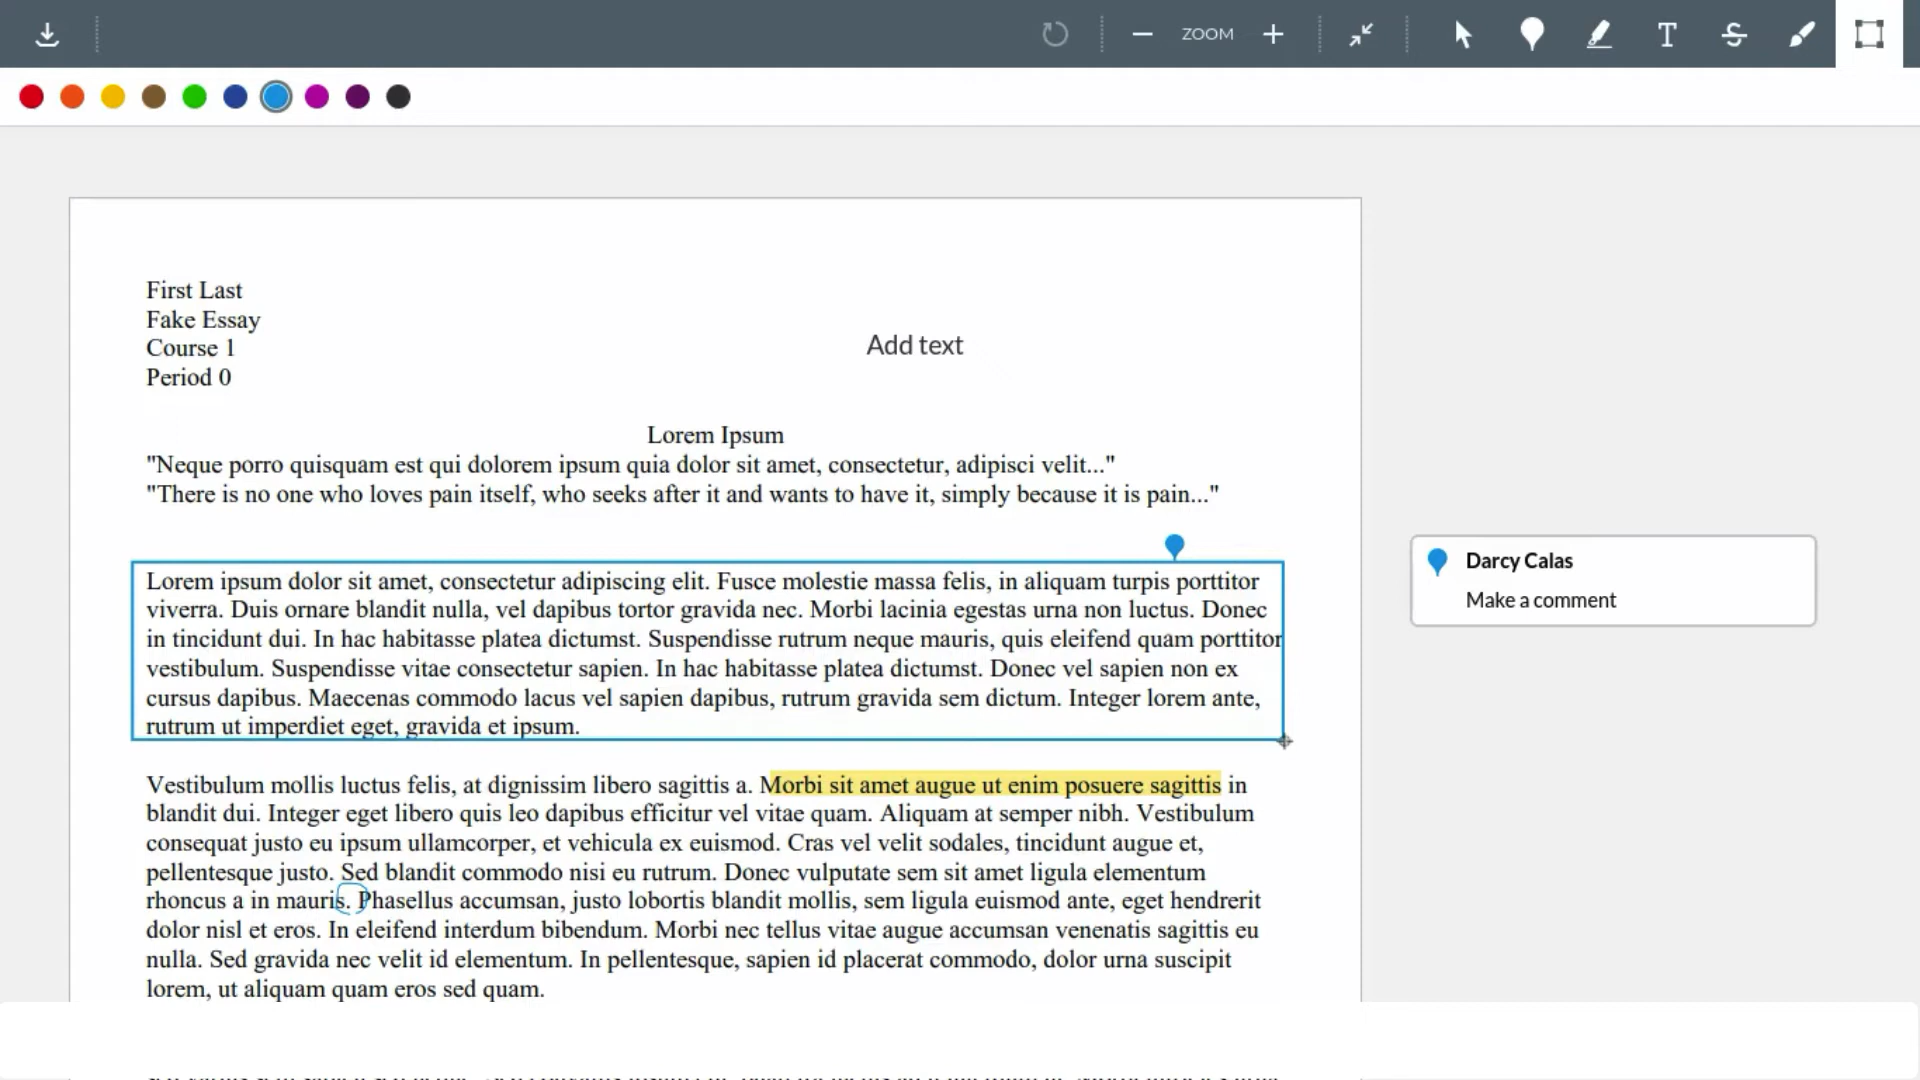 ZOOM
First Last
Fake Essay
Course 1
Period 0
Add text
Lorem Ipsum
"Neque porro quisquam est qui dolorem ipsum quia dolor sit amet, consectetur, adipisci velit..."
"There is no one who loves pain itself, who seeks after it and wants to have it, simply because it is pain..."
Lorem ipsum dolor sit amet, consectetur adipiscing elit. Fusce molestie massa felis, in aliquam turpis porttitor
viverra. Duis ornare blandit nulla, vel dapibus tortor gravida nec. Morbi lacinia egestas urna non luctus. Donec
in tincidunt dui. In hac habitasse platea dictumst. Suspendisse rutrum neque mauris, quis eleifend quam porttitor
vestibulum. Suspendisse vitae consectetur sapien. In hac habitasse platea dictumst. Donec vel sapien non ex
cursus dapibus. Maecenas commodo lacus vel sapien dapibus, rutrum gravida sem dictum. Integer lorem ante,
rutrum ut imperdiet eget, gravida et ipsum.
Darcy Calas
Make a comment
Vestibulum mollis luctus felis, at dignissim libero sagittis a. Morbi sit amet augue ut enim posuere sagittis in
blandit dui. Integer eget libero quis leo dapibus efficitur vel vitae quam. Aliquam at semper nibh. Vestibulum
consequat justo eu ipsum ullamcorper, et vehicula ex euismod. Cras vel velit sodales, tincidunt augue et,
pellentesque justo. Sed blandit commodo nisi eu rutrum. Donec vulputate sem sit amet ligula elementum
rhoncus a in mauris. Phasellus accumsan, justo lobortis blandit mollis, sem ligula euismod ante, eget hendrerit
dolor nisl et eros. In eleifend interdum bibendum. Morbi nec tellus vitae augue accumsan venenatis sagittis eu
nulla. Sed gravida nec velit id elementum. In pellentesque, sapien id placerat commodo, dolor urna suscipit
lorem, ut aliquam quam eros sed quam.